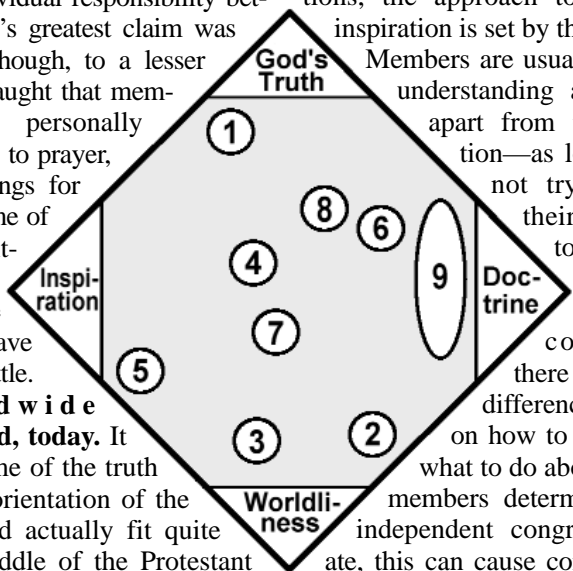 vidual responsibility bet-
's greatest claim was
hough, to a lesser
aught that mem-
personally
to prayer,
ngs for
ne of
t-
ave
tle.
d w i d e
d, today. It
ne of the truth
orientation of the
d actually fit quite
ddle of the Protestant
God's
Truth
1
8
6
9
4
Inspi-
ration
Doc-
trine
7
5
3
2
Worldli-
ness
tions, the approach to
inspiration is set by th
Members are usua
understanding a
apart from
tion—as l
not try
their
to
co
there
differenc
on how to
what to do abo
members determ
independent congr
ate, this can cause co